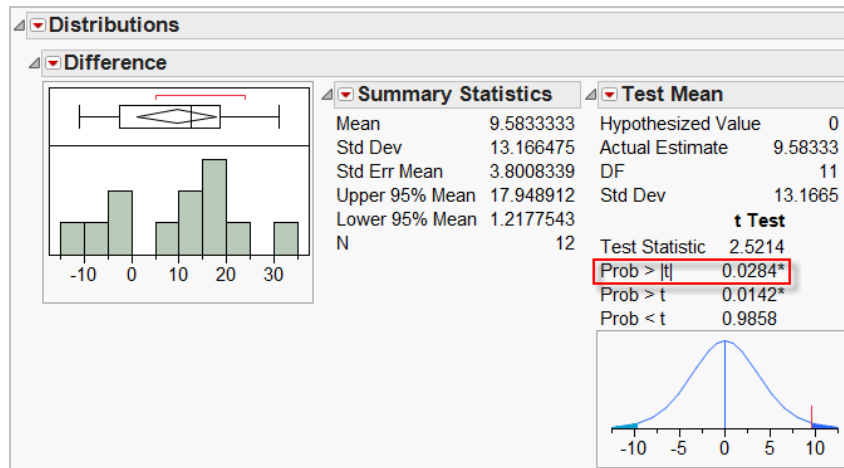 Distributions
Difference
-10 0 10 20 30
Summary Statistics
Mean 9.5833333
Std Dev 13.166475
Std Err Mean 3.8008339
Upper 95% Mean 17.948912
Lower 95% Mean 1.2177543
N 12
Test Mean
Hypothesized Value 0
Actual Estimate 9.58333
DF 11
Std Dev 13.1665
t Test
Test Statistic 2.5214
Prob > |t| 0.0284*
Prob > t 0.0142*
Prob < t 0.9858
-10 -5 0 5 10